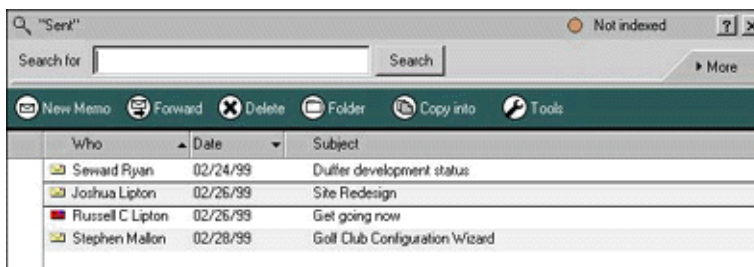 "Sent" Not indexed ? x
Search for Search More
New Memo Forward Delete Folder Copy into Tools
Who Date Subject
Seward Ryan 02/24/99 Duffer development status
Joshua Lipton 02/26/99 Site Redesign
Russell C Lipton 02/26/99 Get going now
Stephen Mallon 02/28/99 Golf Club Configuration Wizard